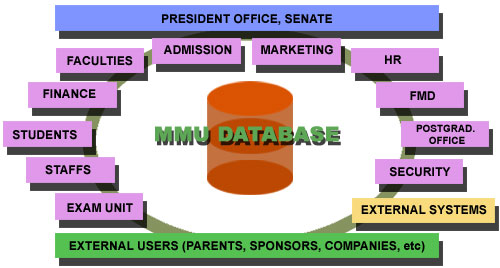 PRESIDENT OFFICE, SENATE
ADMISSION
MARKETING
FACULTIES
HR
FINANCE
FMD
MMU DATABASE
STUDENTS
POSTGRAD.
OFFICE
STAFFS
SECURITY
EXAM UNIT
EXTERNAL SYSTEMS
EXTERNAL USERS (PARENTS, SPONSORS, COMPANIES, etc)